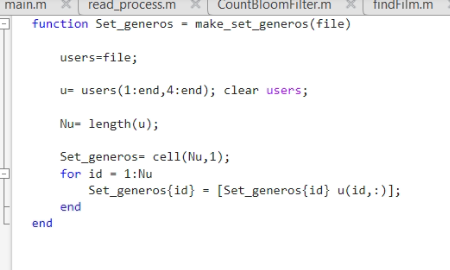 main.m × read_process.m × CountBloomFilter.m × findFilm.m
function Set_generos = make_set_generos(file)
users=file;
u= users(1:end,4:end); clear users;
Nu= length(u);
Set_generos= cell(Nu,1);
for id = 1:Nu
Set_generos{id} = [Set_generos{id} u(id,:)];
end
end